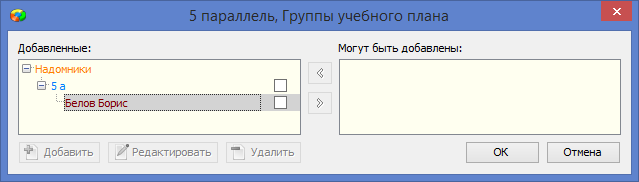 5 параллель, Группы учебного плана
Добавленные:
Могут быть добавлены:
Надомники
5 а
Белов Борис
Добавить
Редактировать
Удалить
OK
Отмена